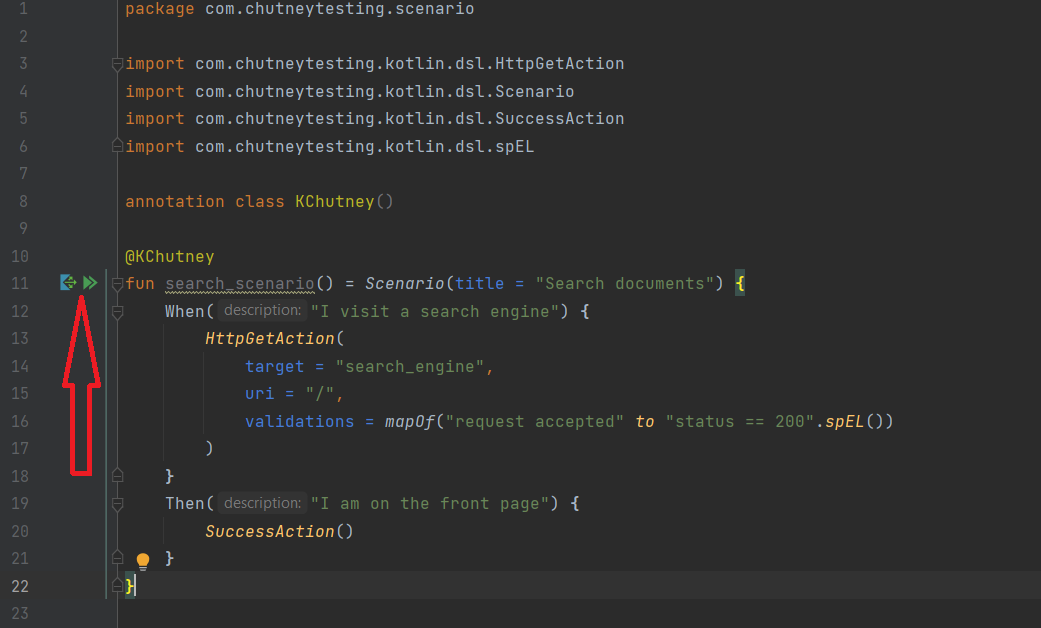 1 package com.chutneytesting.scenario
2
3 import com.chutneytesting.kotlin.dsl.HttpGetAction
4 import com.chutneytesting.kotlin.dsl.Scenario
5 import com.chutneytesting.kotlin.dsl.SuccessAction
6 import com.chutneytesting.kotlin.dsl.spEL
7
8 annotation class KChutney()
9
10 @KChutney
11 fun search_scenario() = Scenario(title = "Search documents") {
12 When( description: "I visit a search engine") {
13 HttpGetAction(
14 target = "search_engine",
15 uri = "/",
16 validations = mapOf("request accepted" to "status == 200".spEL())
17 )
18 }
19 Then( description: "I am on the front page") {
20 SuccessAction()
21 }
22 }
23